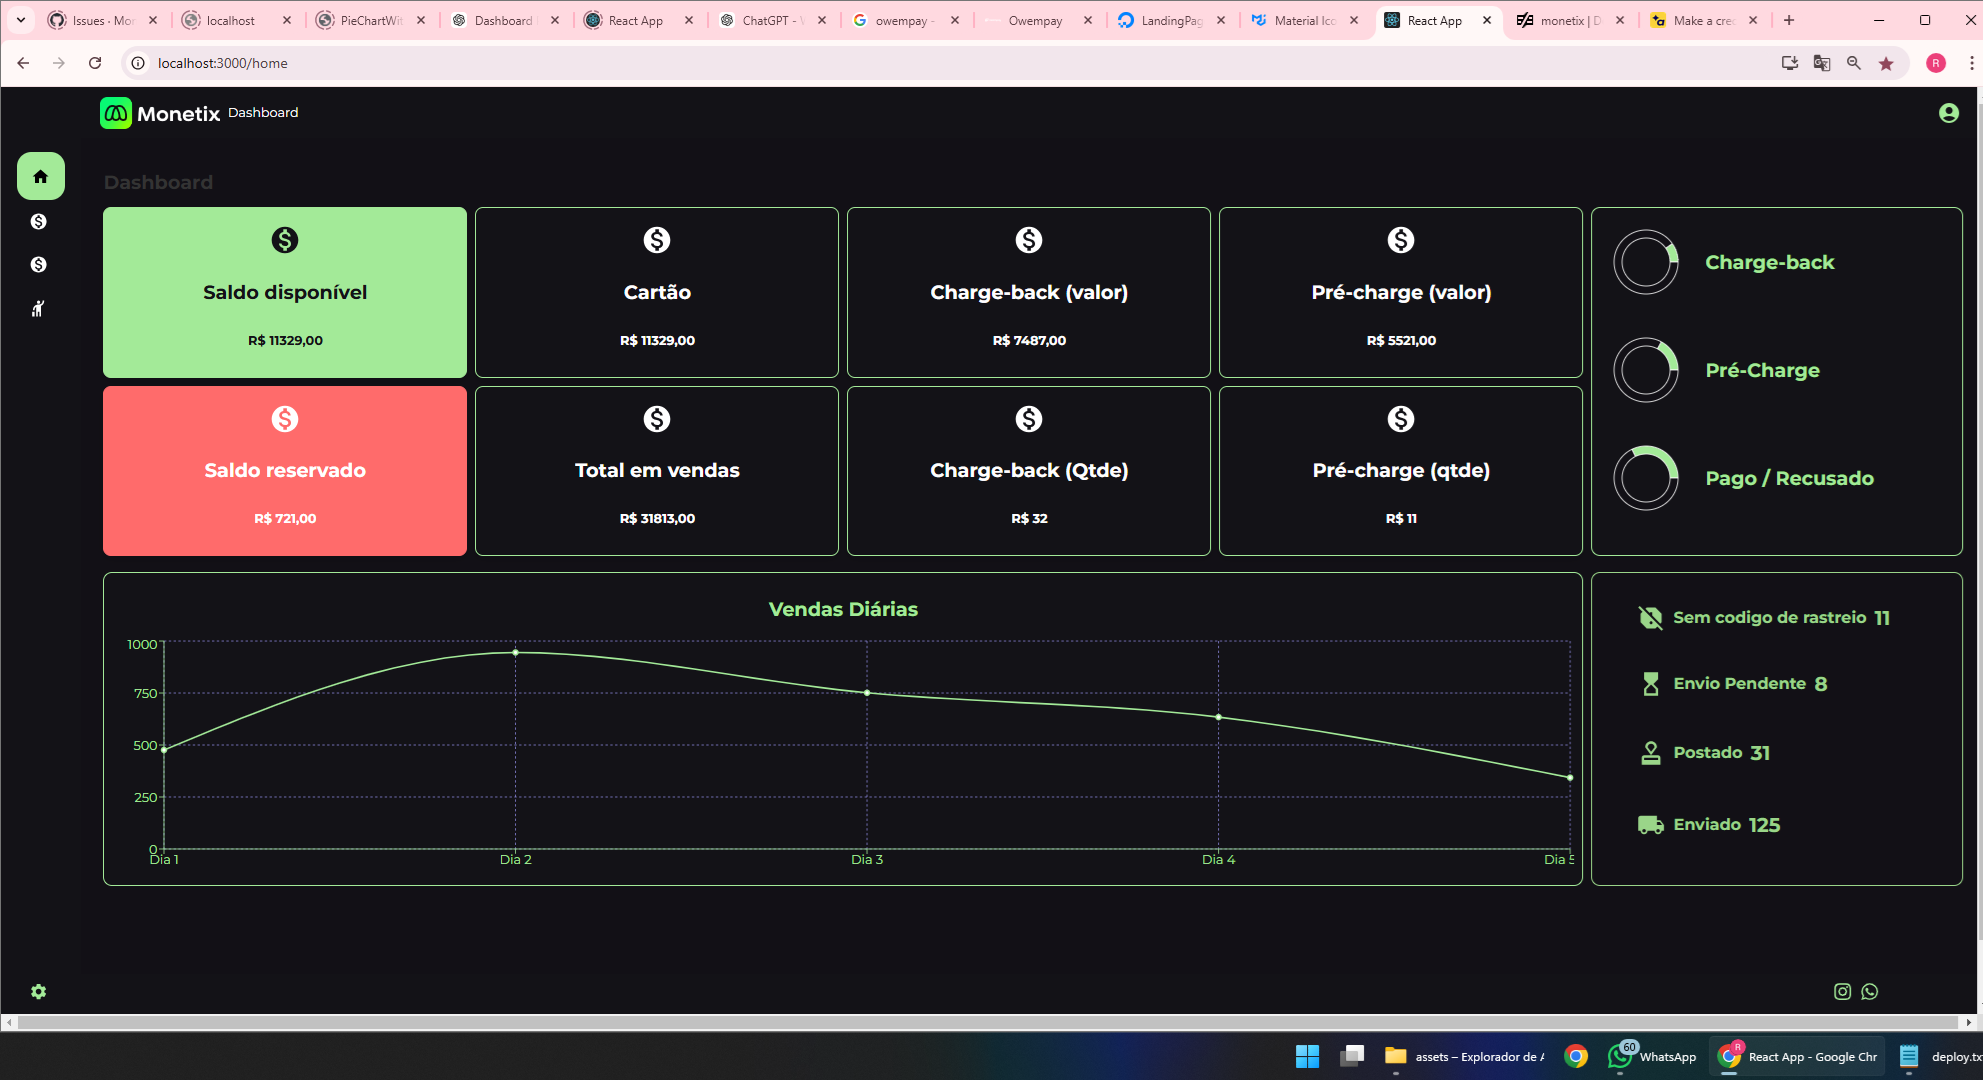 Issues · Mor
localhost
PieChartWit
Dashboard
React App
ChatGPT - V
owempay -
Owempay
LandingPag
Material Ico
React App
monetix | D
Make a crec
localhost:3000/home
R
Monetix Dashboard
Dashboard
Saldo disponível
R$ 11329,00
Cartão
R$ 11329,00
Charge-back (valor)
R$ 7487,00
Pré-charge (valor)
R$ 5521,00
Saldo reservado
R$ 721,00
Total em vendas
R$ 31813,00
Charge-back (Qtde)
R$ 32
Pré-charge (qtde)
R$ 11
Charge-back
Pré-Charge
Pago / Recusado
Vendas Diárias
1000
750
500
250
0
Dia 1
Dia 2
Dia 3
Dia 4
Dia 5
Sem codigo de rastreio 11
Envio Pendente 8
Postado 31
Enviado 125
assets – Explorador de A
60
WhatsApp
R
React App - Google Chr
deploy.tx